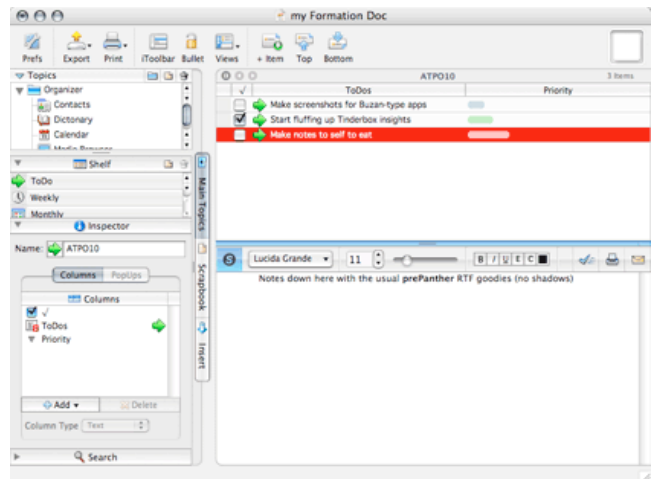 my Formation Doc
Prefs Export Print iToolbar Bullet Views + Item Top Bottom
Topics
Organizer
Contacts
Dictonary
Calendar
Media Browser
Shelf
ToDo
Weekly
Monthly
Inspector
Name: ATPO10
Columns PopUps
Columns
√
ToDos
Priority
Add Delete
Column Type Text
Search
Main Topics
Scrapbook
Insert
ATPO10 3 Items
√ ToDos Priority
Make screenshots for Buzan-type apps
Start fluffing up Tinderbox insights
Make notes to self to eat
S Lucida Grande 11 B I U E C
Notes down here with the usual prePanther RTF goodies (no shadows)